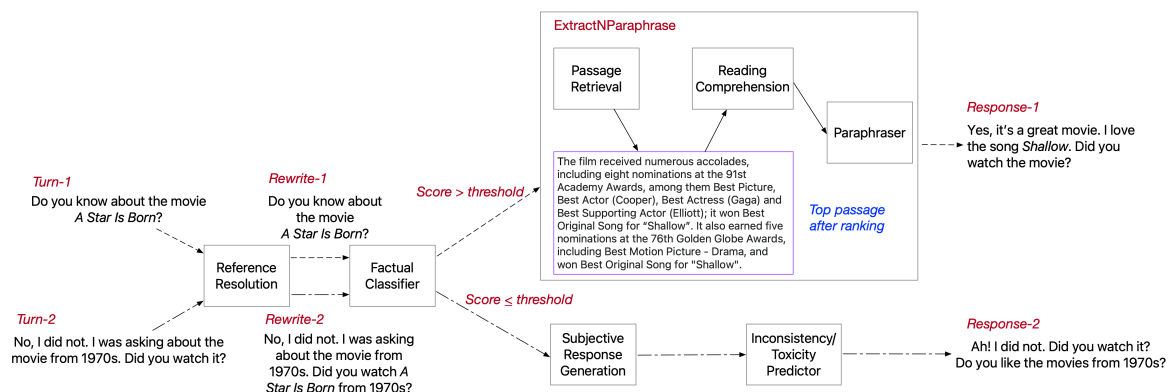 ExtractNParaphrase
Passage
Retrieval
Reading
Comprehension
Paraphraser
The film received numerous accolades,
including eight nominations at the 91st
Academy Awards, among them Best Picture,
Best Actor (Cooper), Best Actress (Gaga) and
Best Supporting Actor (Elliott); it won Best
Original Song for “Shallow”. It also earned five
nominations at the 76th Golden Globe Awards,
including Best Motion Picture - Drama, and
won Best Original Song for "Shallow".
Top passage
after ranking
Response-1
Yes, it’s a great movie. I love
the song Shallow. Did you
watch the movie?
Turn-1
Do you know about the movie
A Star Is Born?
Rewrite-1
Do you know about
the movie
A Star Is Born?
Score > threshold
Reference
Resolution
Factual
Classifier
Score ≤ threshold
Turn-2
No, I did not. I was asking about the
movie from 1970s. Did you watch it?
Rewrite-2
No, I did not. I was asking
about the movie from
1970s. Did you watch A
Star Is Born from 1970s?
Subjective
Response
Generation
Inconsistency/
Toxicity
Predictor
Response-2
Ah! I did not. Did you watch it?
Do you like the movies from 1970s?